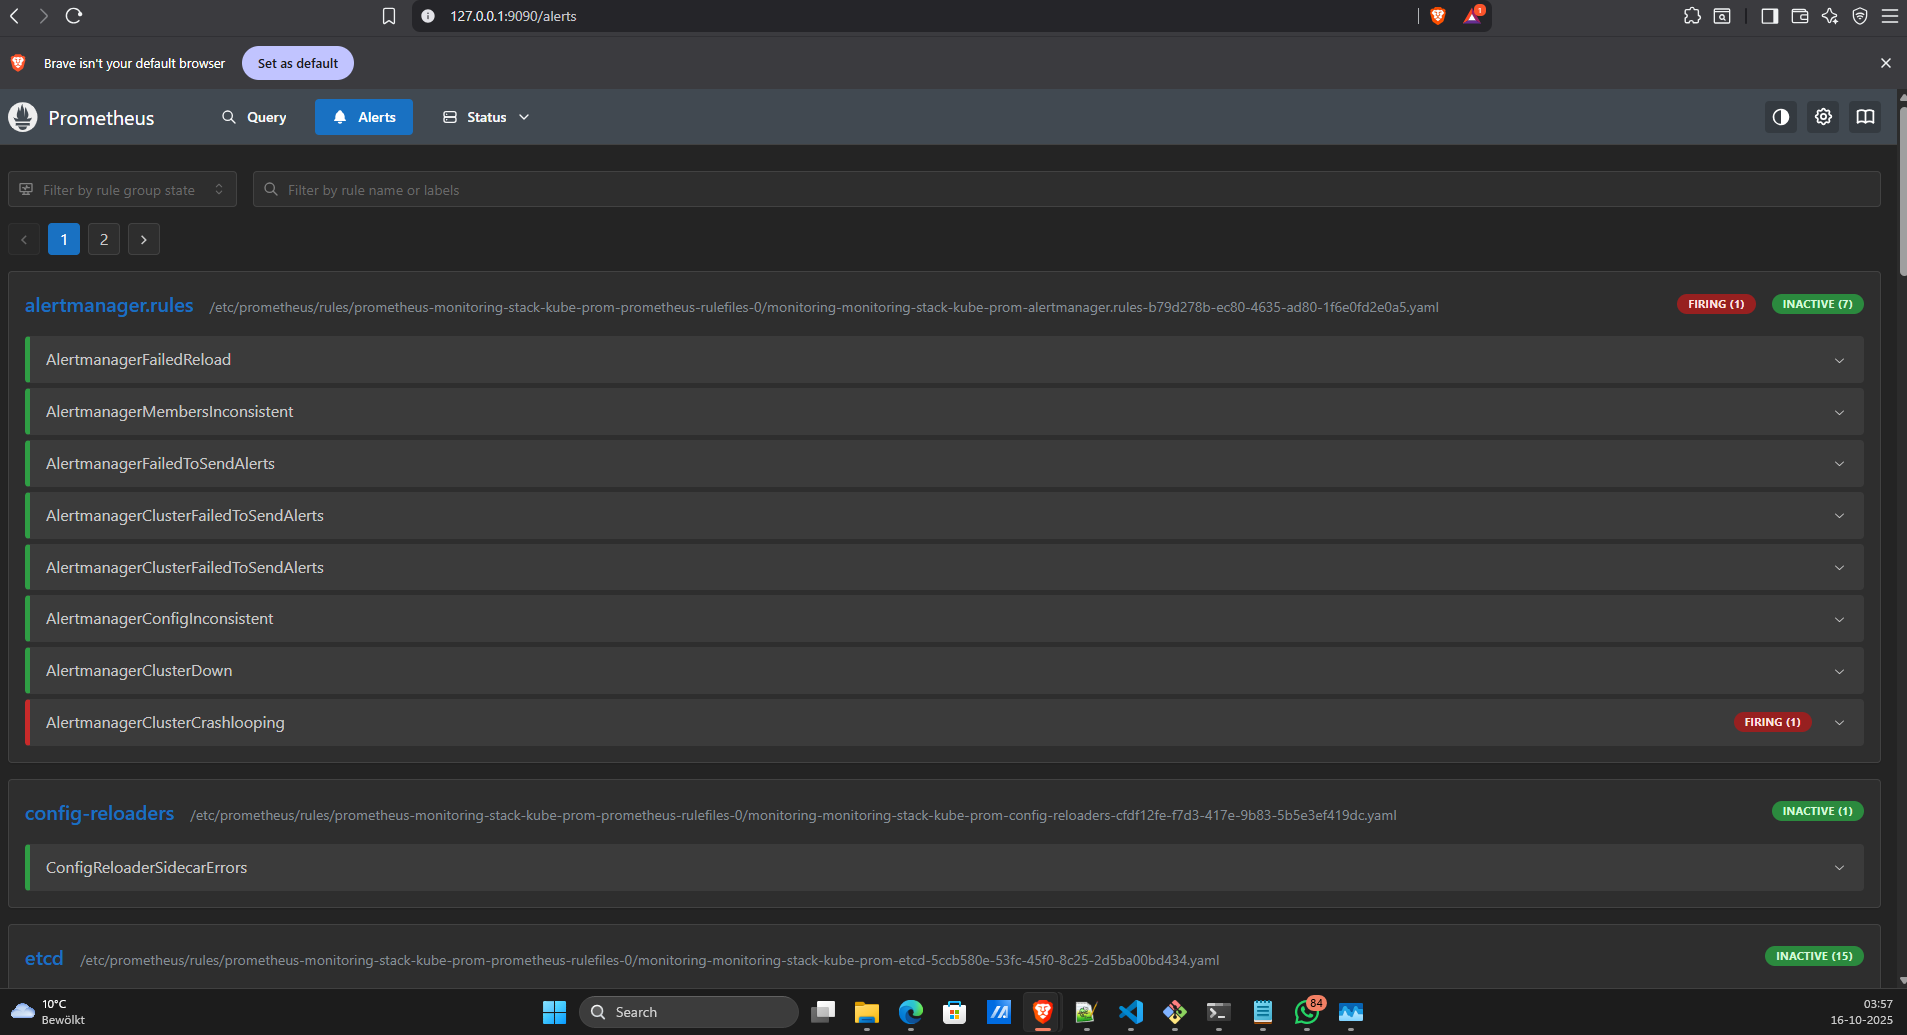 127.0.0.1:9090/alerts
1
Brave isn't your default browser
Set as default
Prometheus
Query
Alerts
Status
Filter by rule group state
Filter by rule name or labels
1
2
alertmanager.rules /etc/prometheus/rules/prometheus-monitoring-stack-kube-prom-prometheus-rulefiles-0/monitoring-monitoring-stack-kube-prom-alertmanager.rules-b79d278b-ec80-4635-ad80-1f6e0fd2e0a5.yaml FIRING (1) INACTIVE (7)
AlertmanagerFailedReload
AlertmanagerMembersInconsistent
AlertmanagerFailedToSendAlerts
AlertmanagerClusterFailedToSendAlerts
AlertmanagerClusterFailedToSendAlerts
AlertmanagerConfigInconsistent
AlertmanagerClusterDown
AlertmanagerClusterCrashlooping FIRING (1)
config-reloaders /etc/prometheus/rules/prometheus-monitoring-stack-kube-prom-prometheus-rulefiles-0/monitoring-monitoring-stack-kube-prom-config-reloaders-cfdf12fe-f7d3-417e-9b83-5b5e3ef419dc.yaml INACTIVE (1)
ConfigReloaderSidecarErrors
etcd /etc/prometheus/rules/prometheus-monitoring-stack-kube-prom-prometheus-rulefiles-0/monitoring-monitoring-stack-kube-prom-etcd-5ccb580e-53fc-45f0-8c25-2d5ba00bd434.yaml INACTIVE (15)
10°C
Bewölkt
Search
84
03:57
16-10-2025